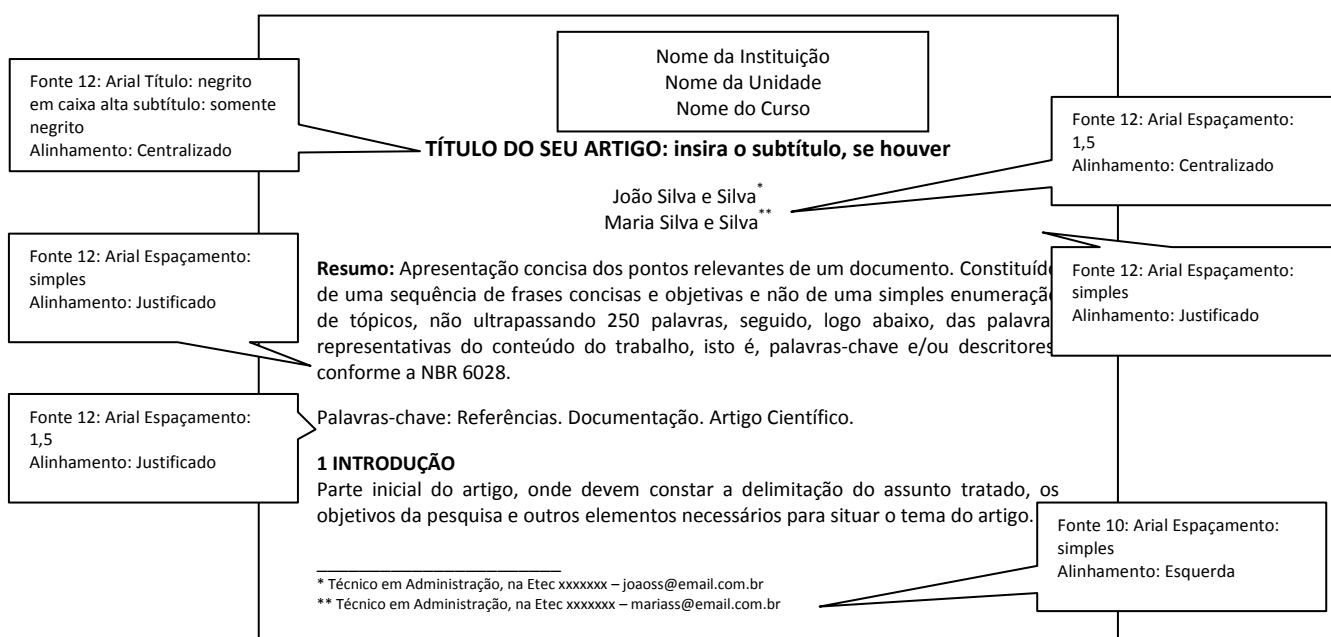 Nome da Instituição
Nome da Unidade
Nome do Curso
Fonte 12: Arial Título: negrito
em caixa alta subtítulo: somente
negrito
Alinhamento: Centralizado
TÍTULO DO SEU ARTIGO: insira o subtítulo, se houver
Fonte 12: Arial Espaçamento:
1,5
Alinhamento: Centralizado
João Silva e Silva*
Maria Silva e Silva**
Fonte 12: Arial Espaçamento:
simples
Alinhamento: Justificado
Fonte 12: Arial Espaçamento:
simples
Alinhamento: Justificado
Resumo: Apresentação concisa dos pontos relevantes de um documento. Constituíd
de uma sequência de frases concisas e objetivas e não de uma simples enumeraçã
de tópicos, não ultrapassando 250 palavras, seguido, logo abaixo, das palavra
representativas do conteúdo do trabalho, isto é, palavras-chave e/ou descritores
conforme a NBR 6028.
Fonte 12: Arial Espaçamento:
1,5
Alinhamento: Justificado
Palavras-chave: Referências. Documentação. Artigo Científico.
1 INTRODUÇÃO
Parte inicial do artigo, onde devem constar a delimitação do assunto tratado, os
objetivos da pesquisa e outros elementos necessários para situar o tema do artigo.
Fonte 10: Arial Espaçamento:
simples
Alinhamento: Esquerda
* Técnico em Administração, na Etec xxxxxxx – joaoss@email.com.br
** Técnico em Administração, na Etec xxxxxxx – mariass@email.com.br